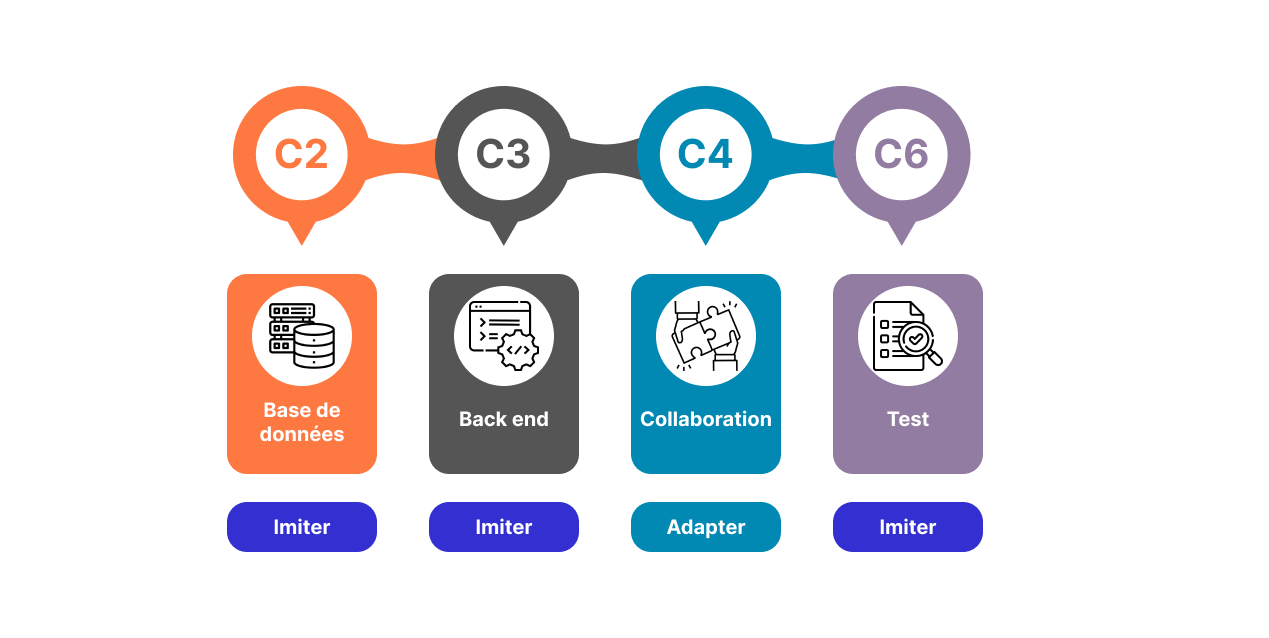 C2
C3
C4
C6
Base de
données
Back end
Collaboration
Test
Imiter
Imiter
Adapter
Imiter